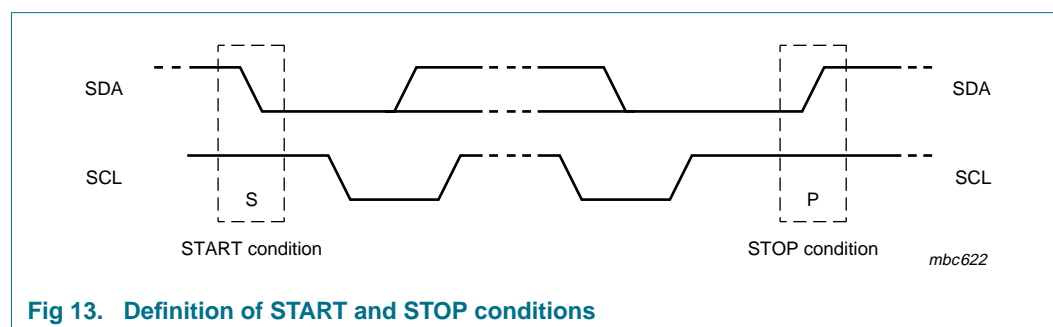 SDA
SDA
SCL
SCL
S
P
START condition
STOP condition
mbc622
Fig 13. Definition of START and STOP conditions